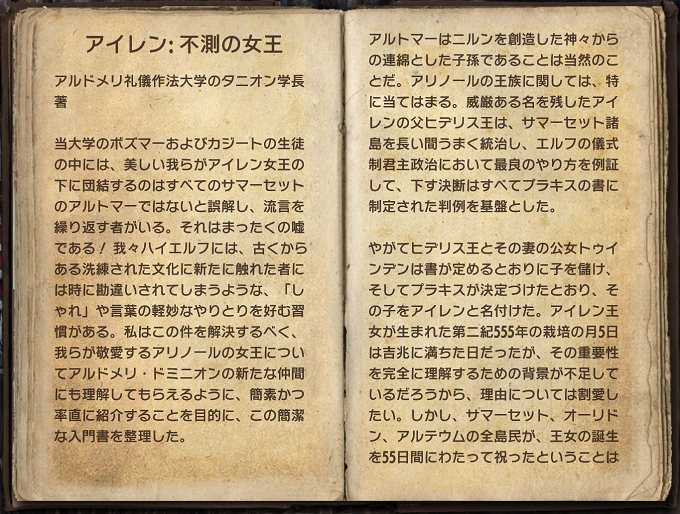 アイレン: 不測の女王
アルドメリ礼儀作法大学のタニオン学長
著
当大学のボズマーおよびカジートの生徒
の中には、美しい我らがアイレン女王の
下に団結するのはすべてのサマーセット
のアルトマーではないと誤解し、流言を
繰り返す者がいる。それはまったくの嘘
である! 我々ハイエルフには、古くから
ある洗練された文化に新たに触れた者に
は時に勘違いされてしまうような、「し
ゃれ」や言葉の軽妙なやりとりを好む習
慣がある。私はこの件を解決するべく、
我らが敬愛するアリノールの女王につい
てアルドメリ・ドミニオンの新たな仲間
にも理解してもらえるように、簡素かつ
率直に紹介することを目的に、この簡潔
な入門書を整理した。
アルトマーはニルンを創造した神々から
の連綿とした子孫であることは当然のこ
とだ。アリノールの王族に関しては、特
に当てはまる。威厳ある名を残したアイ
レンの父ヒデリス王は、サマーセット諸
島を長い間うまく統治し、エルフの儀式
制君主政治において最良のやり方を例証
して、下す決断はすべてプラキスの書に
制定された判例を基盤とした。
やがてヒデリス王とその妻の公女トゥイ
ンデンは書が定めるとおりに子を儲け、
そしてプラキスが決定づけたとおり、そ
の子をアイレンと名付けた。アイレン王
女が生まれた第二紀555年の栽培の月5日
は吉兆に満ちた日だったが、その重要性
を完全に理解するための背景が不足して
いるだろうから、理由については割愛し
たい。しかし、サマーセット、オーリド
ン、アルテウムの全島民が、王女の誕生
を55日間にわたって祝ったということは